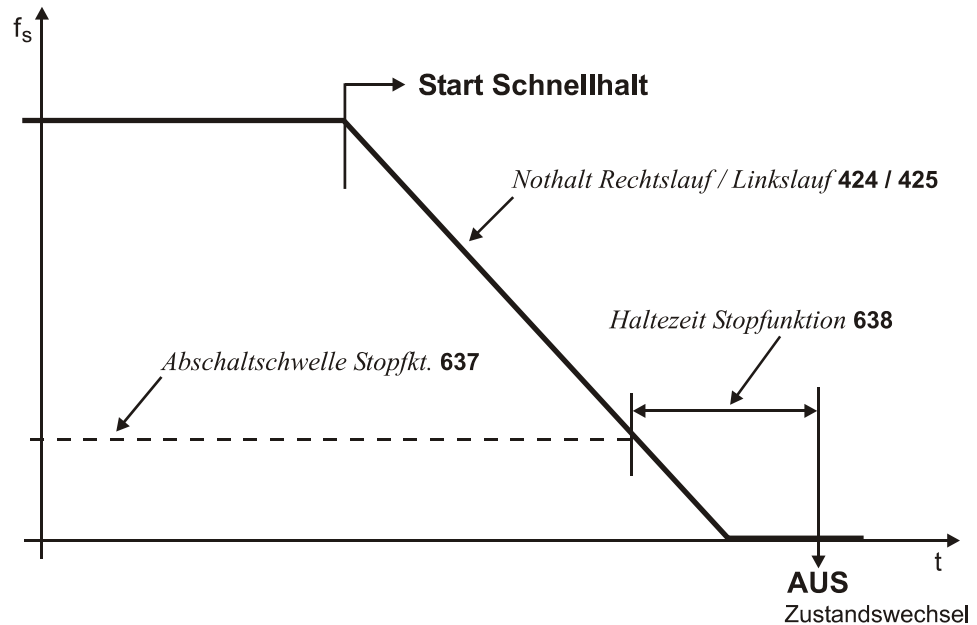 fs
Start Schnellhalt
Nothalt Rechtslauf / Linkslauf 424 / 425
Haltezeit Stopfunktion 638
Abschaltschwelle Stopfkt. 637
t
AUS
Zustandswechsel